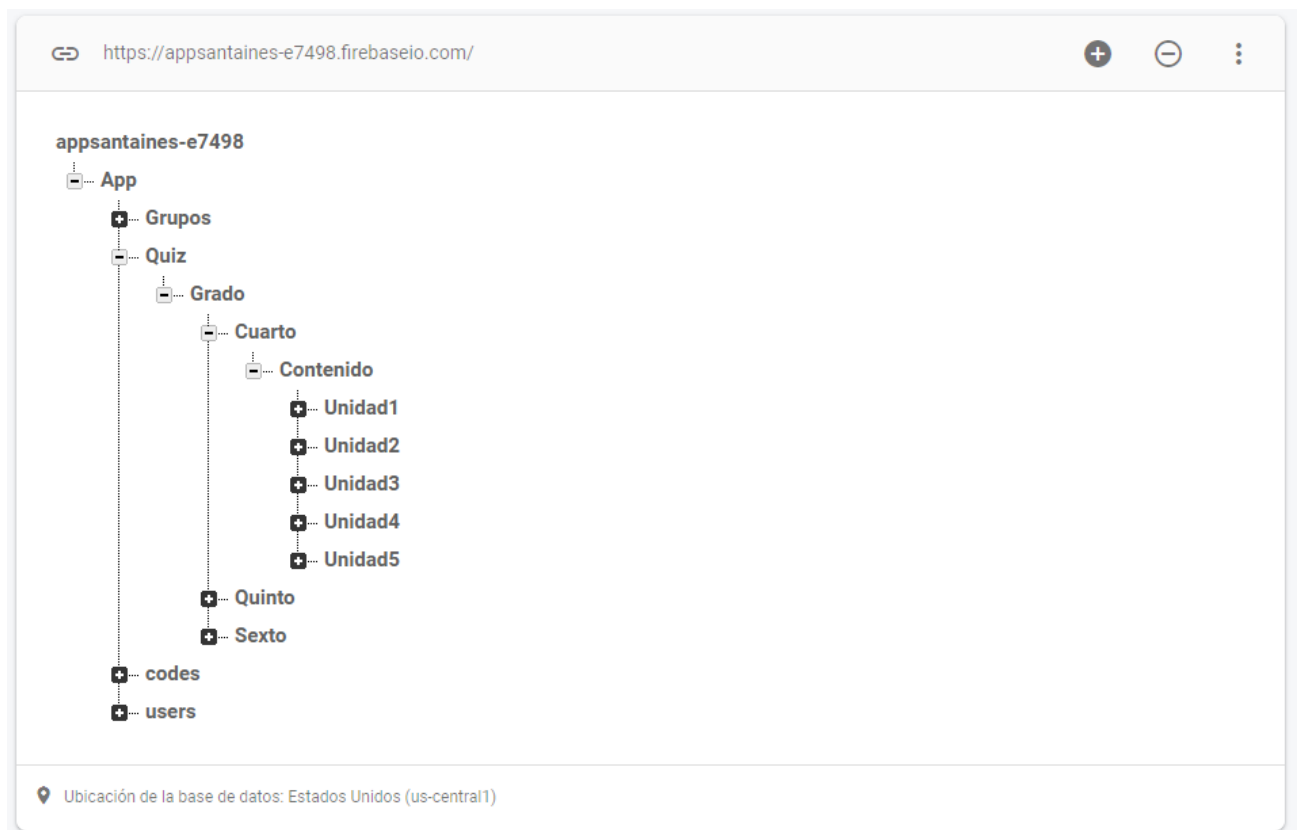 https://appsantaines-e7498.firebaseio.com/
appsantaines-e7498
App
Grupos
Quiz
Grado
Cuarto
Contenido
Unidad1
Unidad2
Unidad3
Unidad4
Unidad5
Quinto
Sexto
codes
users
Ubicación de la base de datos: Estados Unidos (us-central1)